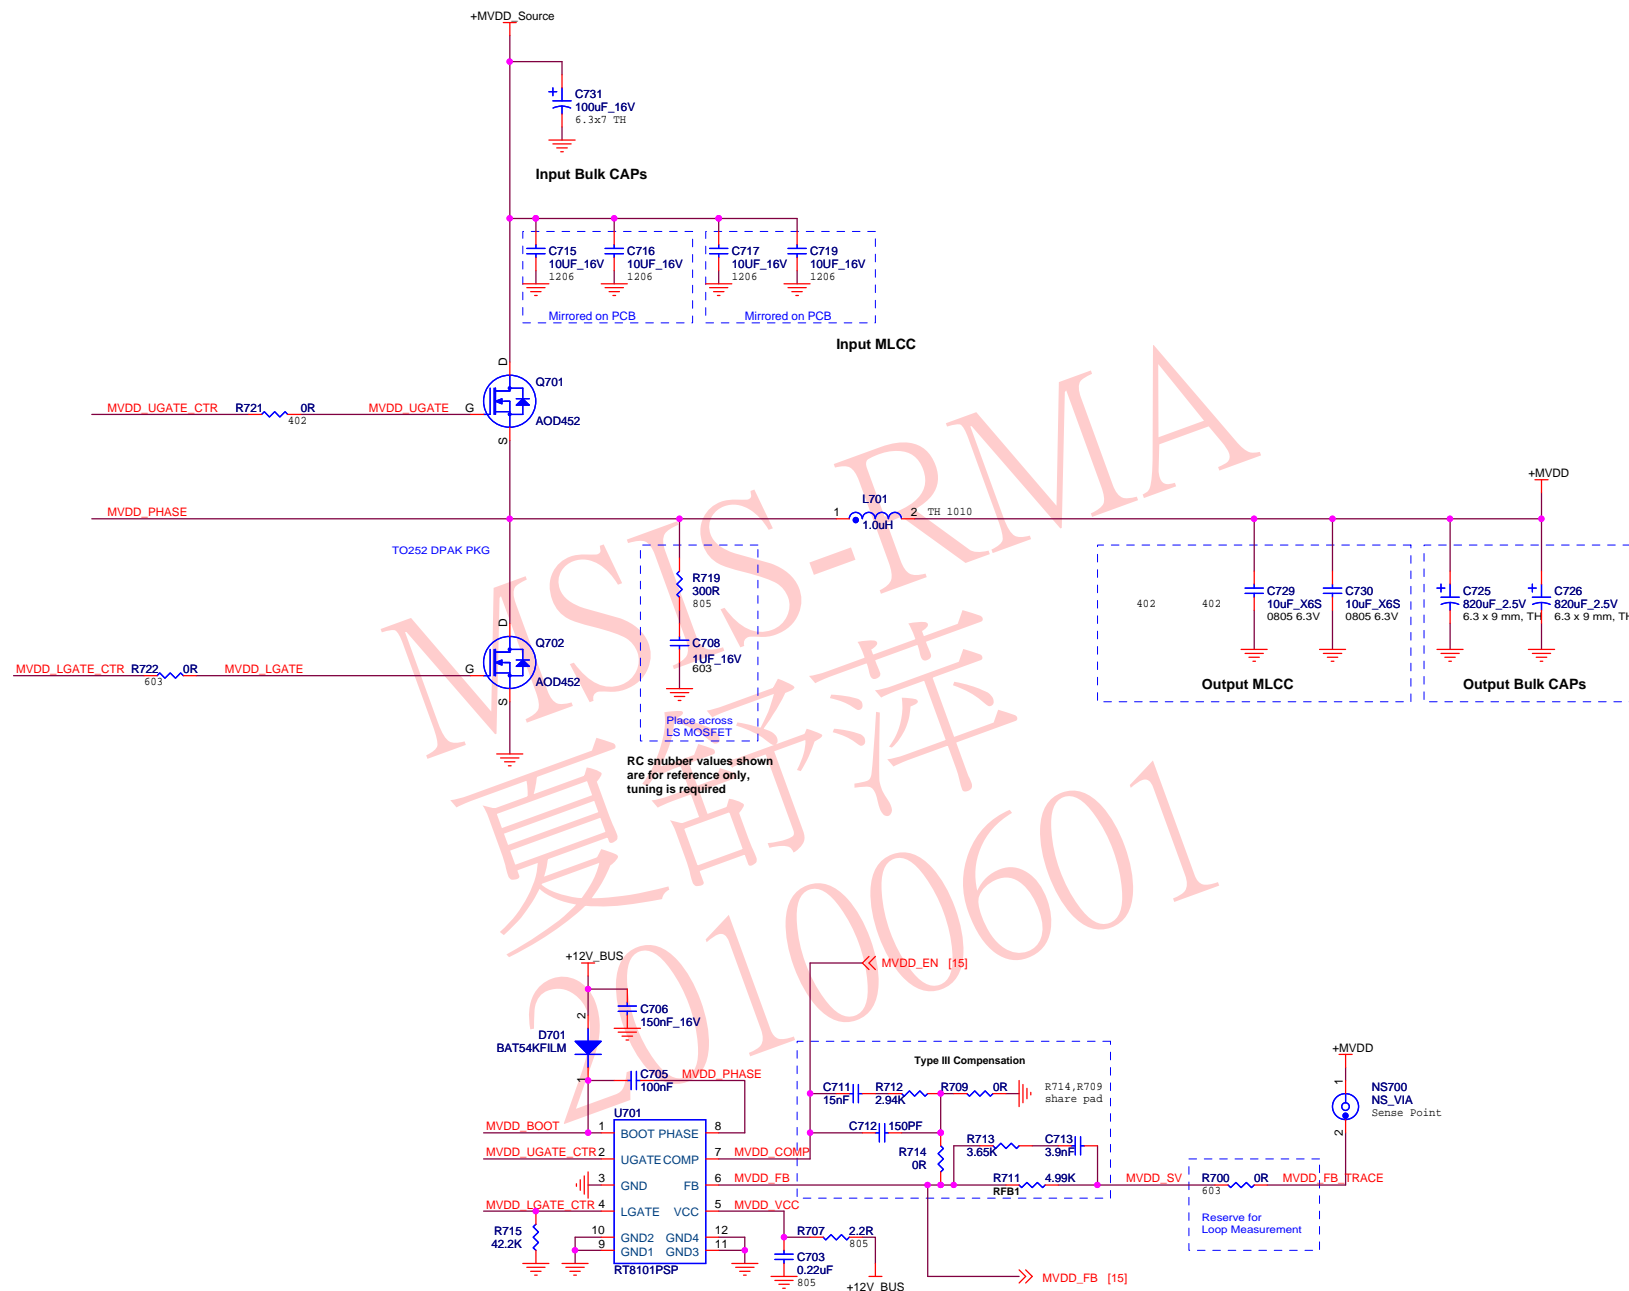 +MVDD_Source
C731
100uF_16V
6.3x7 TH
Input Bulk CAPs
C715
10UF_16V
1206
C716
10UF_16V
1206
C717
10UF_16V
1206
C719
10UF_16V
1206
Mirrored on PCB
Mirrored on PCB
Input MLCC
D
Q701
MVDD_UGATE_CTR
R721
0R
402
MVDD_UGATE
G
AOD452
S
+MVDD
MVDD_PHASE
L701
1
2
TH 1010
1.0uH
TO252 DPAK PKG
R719
300R
805
C708
1UF_16V
603
Place across
LS MOSFET
RC snubber values shown
are for reference only,
tuning is required
402
402
C729
10uF_X6S
0805 6.3V
C730
10uF_X6S
0805 6.3V
Output MLCC
C725
820uF_2.5V
6.3 x 9 mm, TH
C726
820uF_2.5V
6.3 x 9 mm, TH
Output Bulk CAPs
D
Q702
MVDD_LGATE_CTR
R722
0R
603
MVDD_LGATE
G
AOD452
S
MSIS-RMA
夏舒萍
20100601
+12V_BUS
MVDD_EN [15]
C706
150nF_16V
2
D701
BAT54KFILM
1
C705
100nF
MVDD_PHASE
Type III Compensation
C711
15nF
R712
2.94K
R709
0R
R714,R709
share pad
C712
150PF
R713
3.65K
C713
3.9nF
R714
0R
R711
4.99K
RFB1
+MVDD
1
NS700
NS_VIA
Sense Point
2
U701
MVDD_BOOT
1
BOOT
PHASE
8
MVDD_UGATE_CTR
2
UGATE
COMP
7
MVDD_COMP
3
GND
FB
6
MVDD_FB
MVDD_SV
R700
0R
603
MVDD_FB_TRACE
Reserve for
Loop Measurement
MVDD_LGATE_CTR
4
LGATE
VCC
5
MVDD_VCC
R715
42.2K
10
GND2
GND4
12
9
GND1
GND3
11
RT8101PSP
R707
2.2R
805
C703
0.22uF
805
+12V_BUS
MVDD_FB [15]